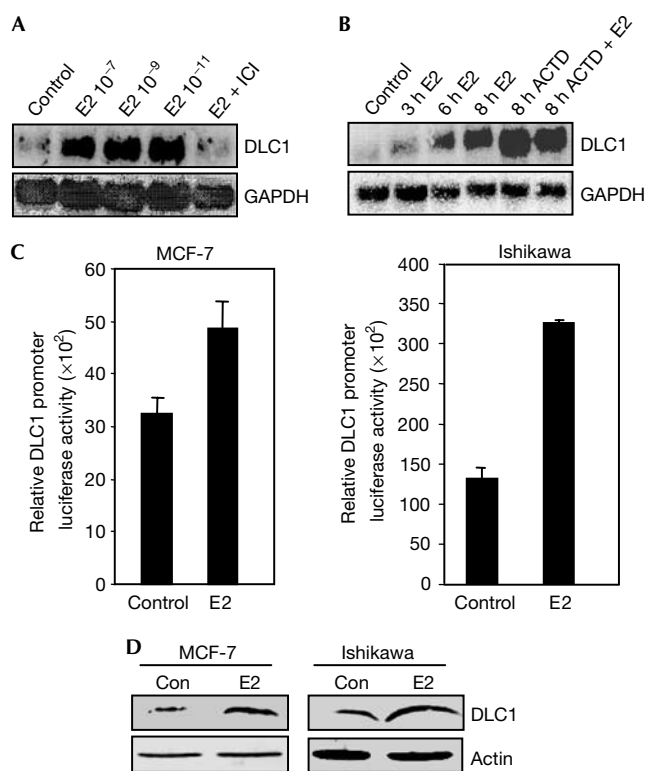 A
Control
E2 10⁻⁷
E2 10⁻⁹
E2 10⁻¹¹
E2 + ICI
DLC1
GAPDH
B
Control
3 h E2
6 h E2
8 h E2
8 h ACTD
8 h ACTD + E2
DLC1
GAPDH
C
MCF-7
Relative DLC1 promoter
luciferase activity (×10²)
60
50
40
30
20
10
0
Control
E2
Ishikawa
Relative DLC1 promoter
luciferase activity (×10²)
400
350
300
250
200
150
100
50
0
Control
E2
D
MCF-7
Con
E2
Ishikawa
Con
E2
DLC1
Actin